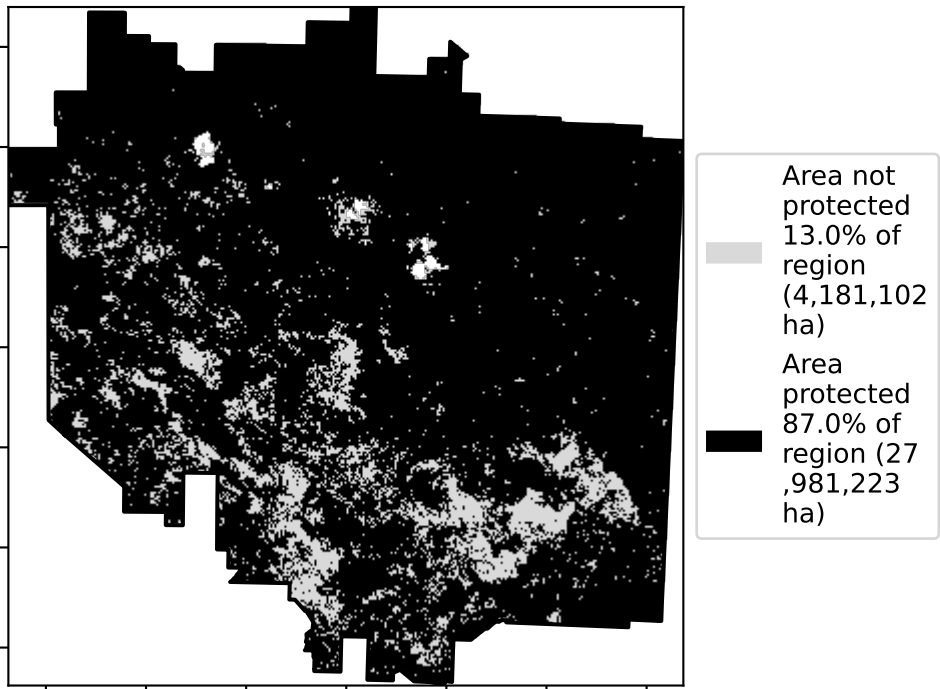 Area not
protected
13.0% of
region
(4,181,102
ha)
Area
protected
87.0% of
region (27
,981,223
ha)